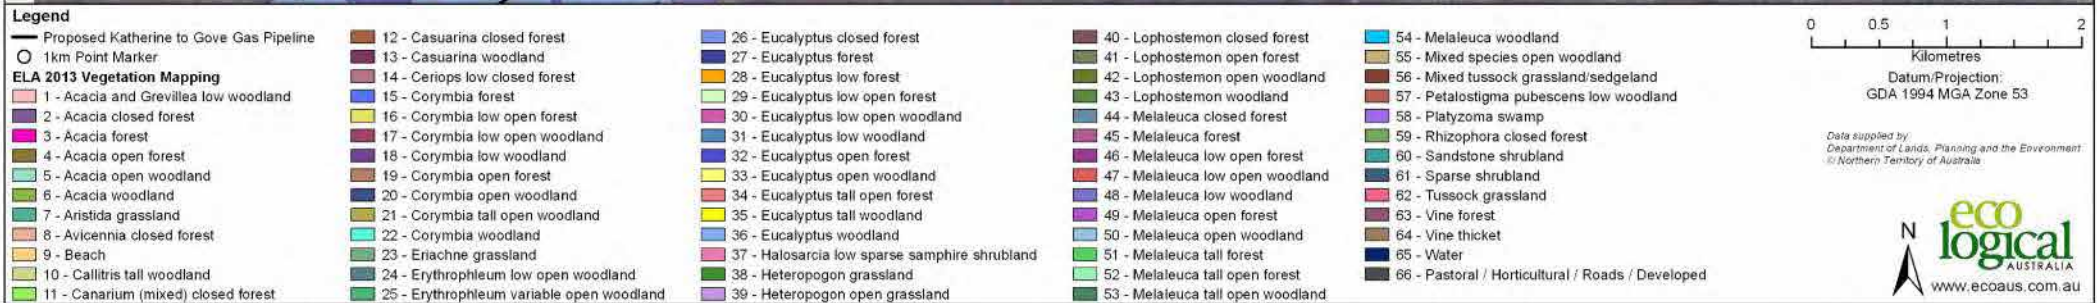 Legend
Proposed Katherine to Gove Gas Pipeline
1km Point Marker
ELA 2013 Vegetation Mapping
1 - Acacia and Grevillea low woodland
2 - Acacia closed forest
3 - Acacia forest
4 - Acacia open forest
5 - Acacia open woodland
6 - Acacia woodland
7 - Aristida grassland
8 - Avicennia closed forest
9 - Beach
10 - Callitris tall woodland
11 - Canarium (mixed) closed forest
12 - Casuarina closed forest
13 - Casuarina woodland
14 - Ceriops low closed forest
15 - Corymbia forest
16 - Corymbia low open forest
17 - Corymbia low open woodland
18 - Corymbia low woodland
19 - Corymbia open forest
20 - Corymbia open woodland
21 - Corymbia tall open woodland
22 - Corymbia woodland
23 - Eriachne grassland
24 - Erythrophleum low open woodland
25 - Erythrophleum variable open woodland
26 - Eucalyptus closed forest
27 - Eucalyptus forest
28 - Eucalyptus low forest
29 - Eucalyptus low open forest
30 - Eucalyptus low open woodland
31 - Eucalyptus low woodland
32 - Eucalyptus open forest
33 - Eucalyptus open woodland
34 - Eucalyptus tall open forest
35 - Eucalyptus tall woodland
36 - Eucalyptus woodland
37 - Halosarcia low sparse samphire shrubland
38 - Heteropogon grassland
39 - Heteropogon open grassland
40 - Lophostemon closed forest
41 - Lophostemon open forest
42 - Lophostemon open woodland
43 - Lophostemon woodland
44 - Melaleuca closed forest
45 - Melaleuca forest
46 - Melaleuca low open forest
47 - Melaleuca low open woodland
48 - Melaleuca low woodland
49 - Melaleuca open forest
50 - Melaleuca open woodland
51 - Melaleuca tall forest
52 - Melaleuca tall open forest
53 - Melaleuca tall open woodland
54 - Melaleuca woodland
55 - Mixed species open woodland
56 - Mixed tussock grassland/sedgeland
57 - Petalostigma pubescens low woodland
58 - Platyzoma swamp
59 - Rhizophora closed forest
60 - Sandstone shrubland
61 - Sparse shrubland
62 - Tussock grassland
63 - Vine forest
64 - Vine thicket
65 - Water
66 - Pastoral / Horticultural / Roads / Developed
0 0.5 1 2
Kilometres
Datum/Projection:
GDA 1994 MGA Zone 53
Data supplied by
Department of Lands, Planning and the Environment
© Northern Territory of Australia
N
eco
logical
AUSTRALIA
www.ecoaus.com.au